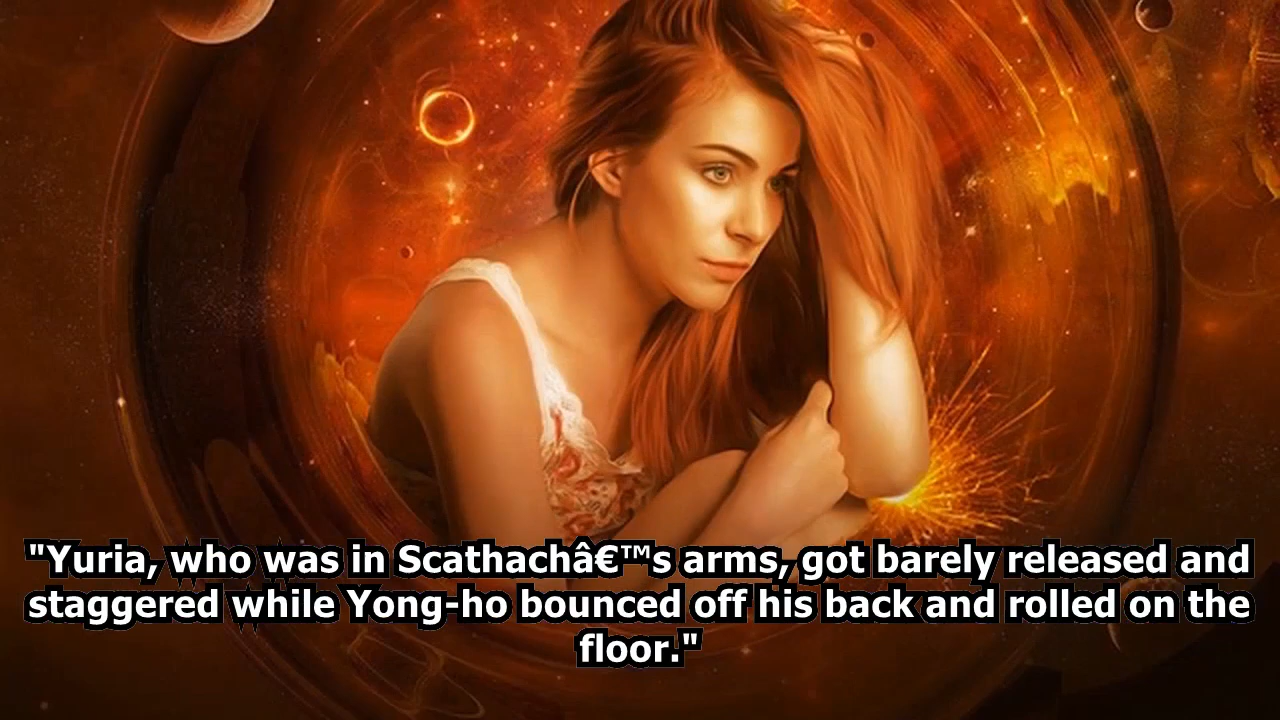 "Yuria, who was in Scathachâ€™s arms, got barely released and
staggered while Yong-ho bounced off his back and rolled on the
floor."